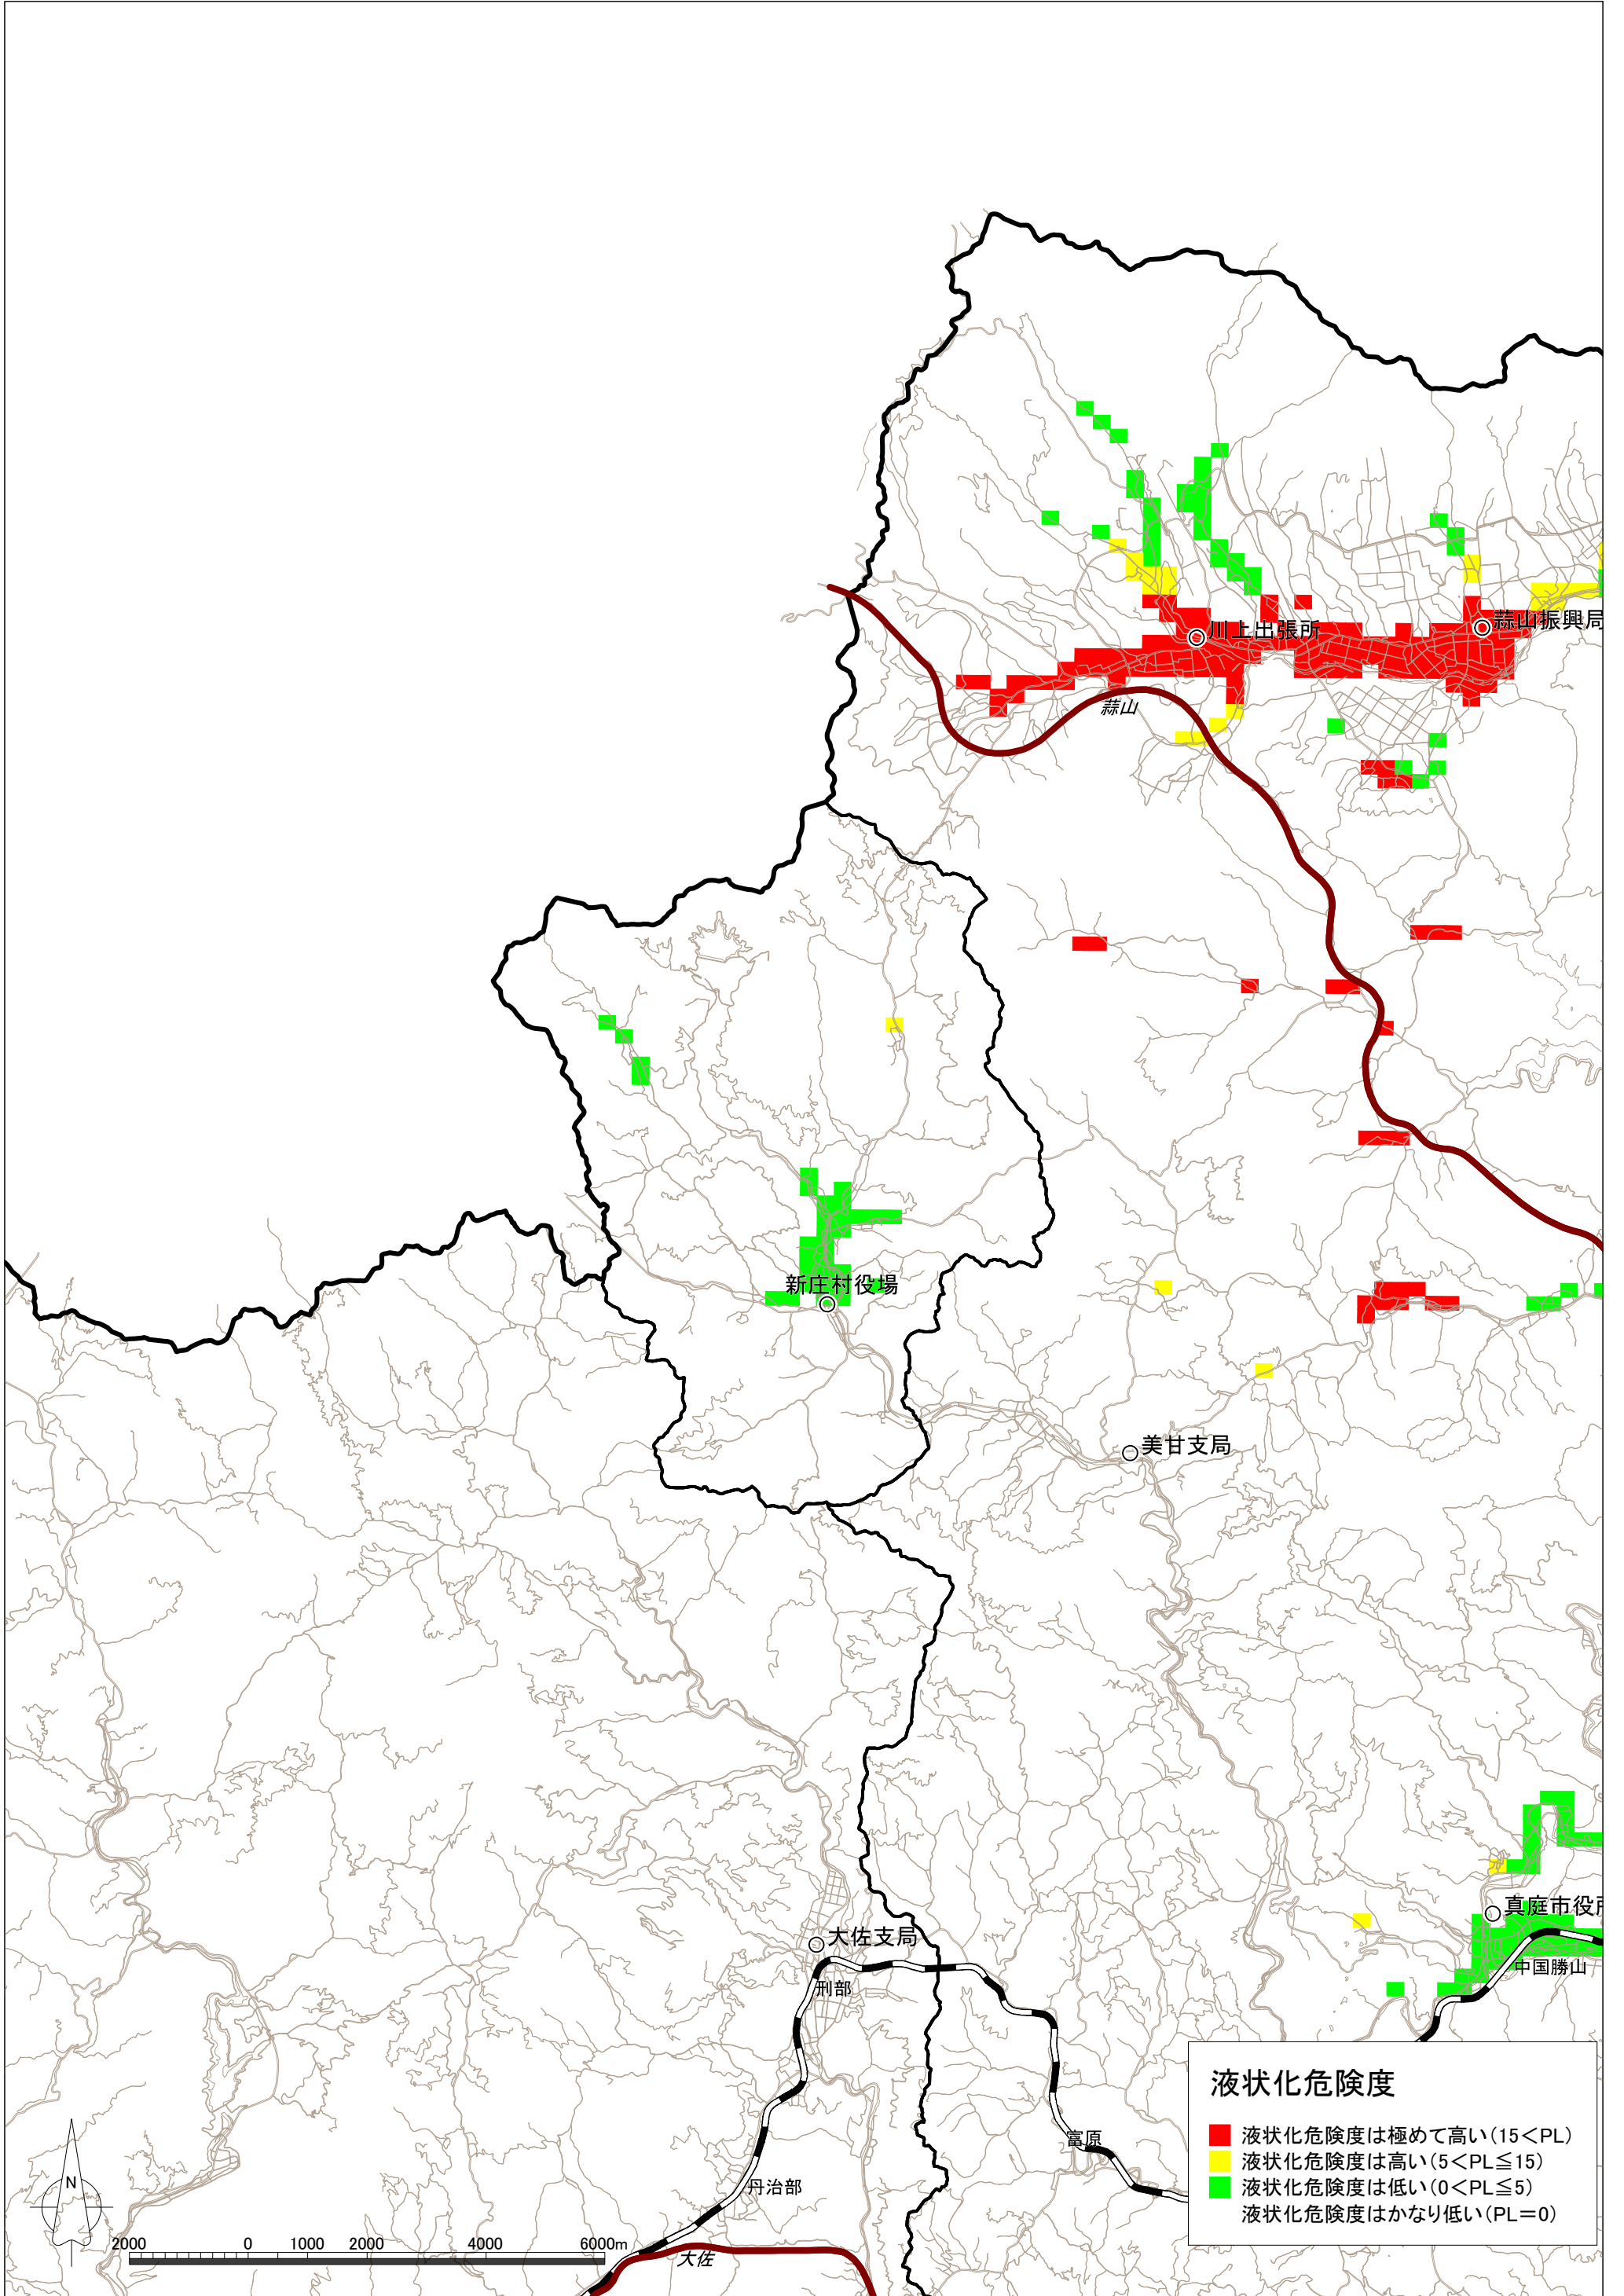 川上出張所
蒜山振興局
蒜山
新庄村役場
美甘支局
真庭市役所
中国勝山
大佐支局
刑部
富原
丹治部
大佐
液状化危険度
液状化危険度は極めて高い(15<PL)
液状化危険度は高い(5<PL≦15)
液状化危険度は低い(0<PL≦5)
液状化危険度はかなり低い(PL=0)
N
2000 0 1000 2000 4000 6000m